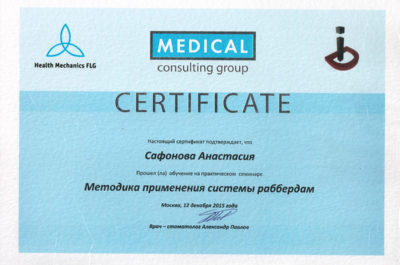 Health Mechanics FLG
MEDICAL
consulting group
CERTIFICATE
Настоящий сертификат подтверждает, что
Сафонова Анастасия
Прошел (ла) обучение на практическом семинаре
Методика применения системы раббердам
Москва, 12 декабря 2015 года
Врач – стоматолог Александр Павлов